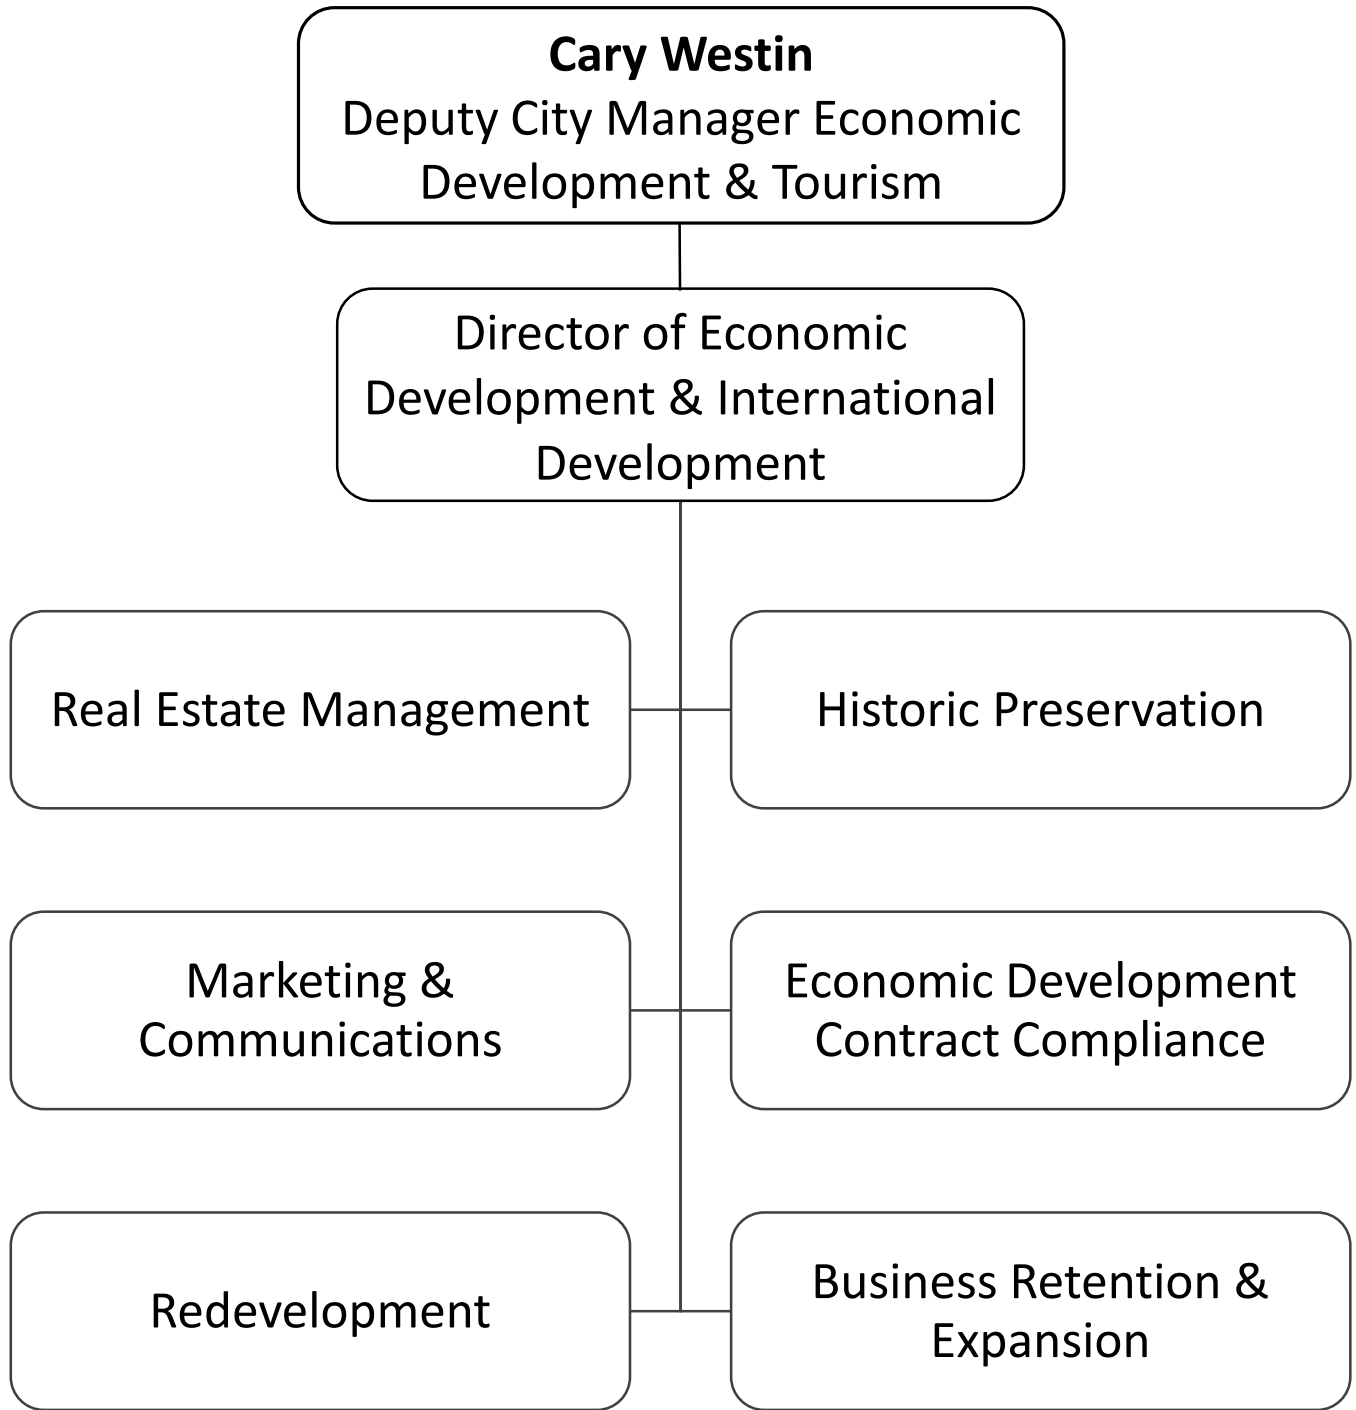 Cary Westin
Deputy City Manager Economic
Development & Tourism
Director of Economic
Development & International
Development
Real Estate Management
Historic Preservation
Marketing &
Communications
Economic Development
Contract Compliance
Redevelopment
Business Retention &
Expansion